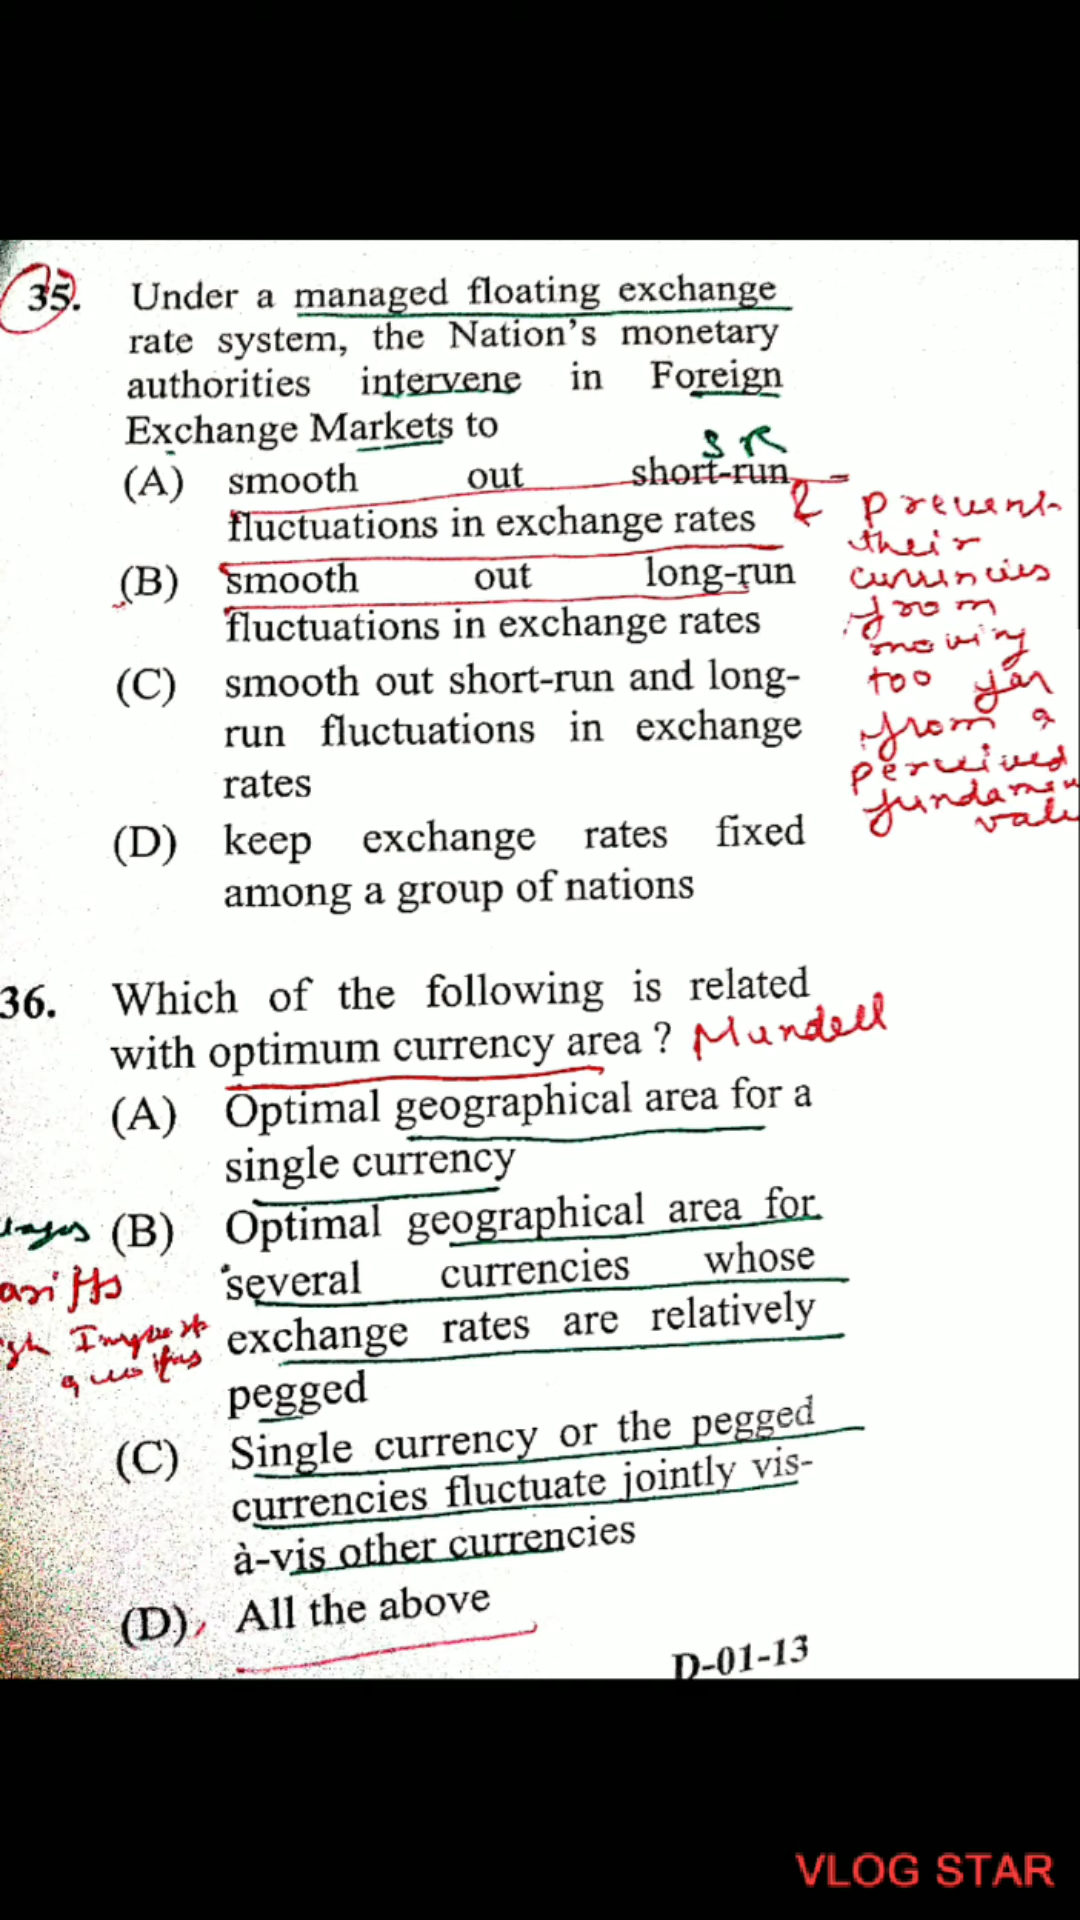 35. Under a managed floating exchange
rate system, the Nation's monetary
authorities intervene in Foreign
Exchange Markets to
SR
(A) smooth out short-run
fluctuations in exchange rates
& prevent
their
currencies
from
moving
too far
from a
perceived
value
(B) smooth out long-run
fluctuations in exchange rates
(C) smooth out short-run and long-
run fluctuations in exchange
rates
(D) keep exchange rates fixed
among a group of nations
36. Which of the following is related
with optimum currency area ? Mundell
(A) Optimal geographical area for a
single currency
(B) Optimal geographical area for
several currencies whose
exchange rates are relatively
pegged
(C) Single currency or the pegged
currencies fluctuate jointly vis-
à-vis other currencies
(D) All the above
D-01-13
VLOG STAR